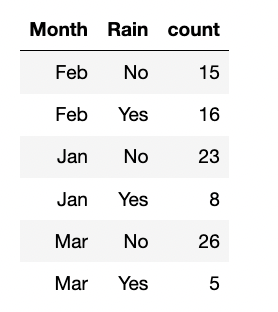 Month Rain count
Feb No 15
Feb Yes 16
Jan No 23
Jan Yes 8
Mar No 26
Mar Yes 5